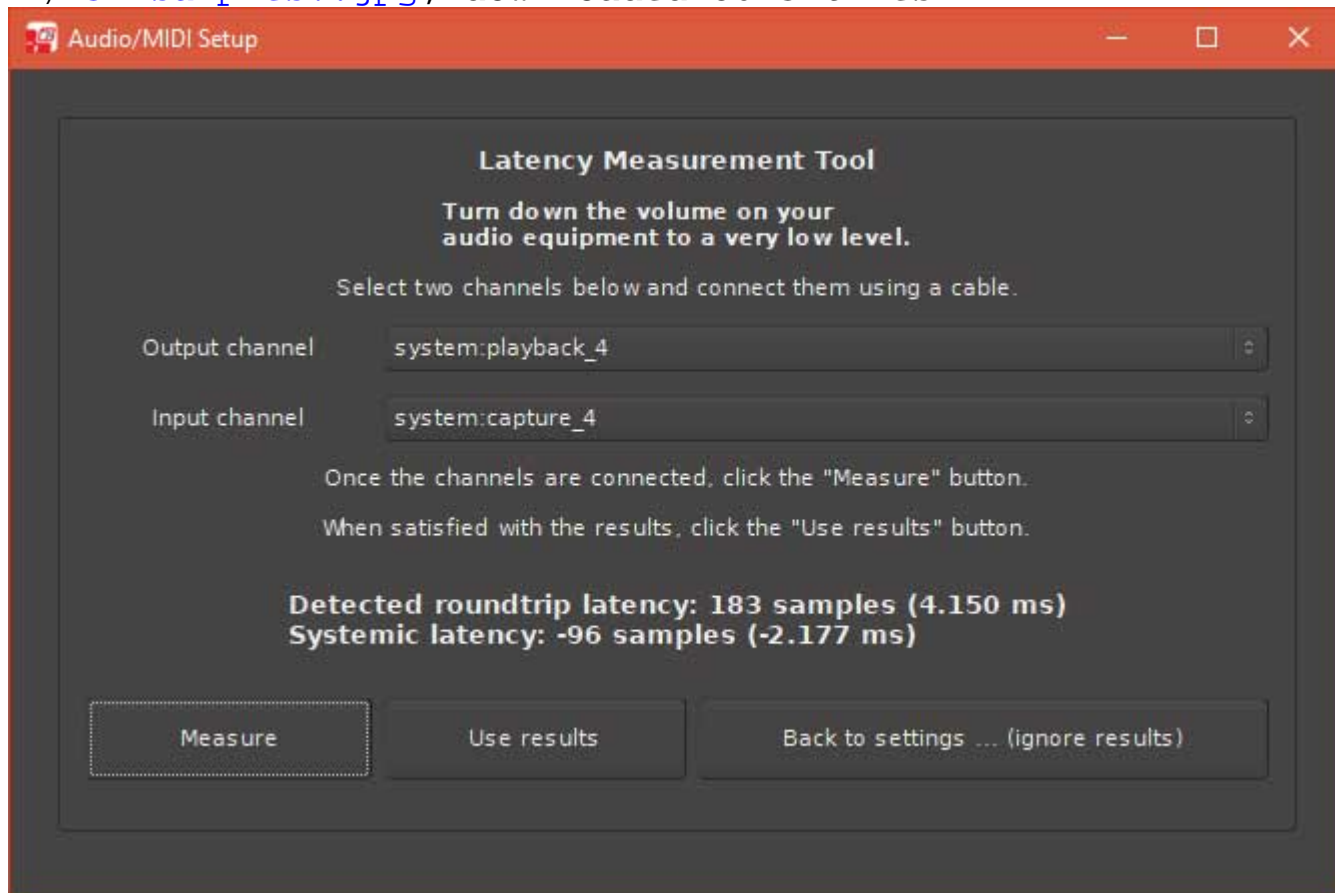 Audio/MIDI Setup
Latency Measurement Tool
Turn down the volume on your
audio equipment to a very low level.
Select two channels below and connect them using a cable.
Output channel
system:playback_4
Input channel
system:capture_4
Once the channels are connected, click the "Measure" button.
When satisfied with the results, click the "Use results" button.
Detected roundtrip latency: 183 samples (4.150 ms)
Systemic latency: -96 samples (-2.177 ms)
Measure
Use results
Back to settings ... (ignore results)